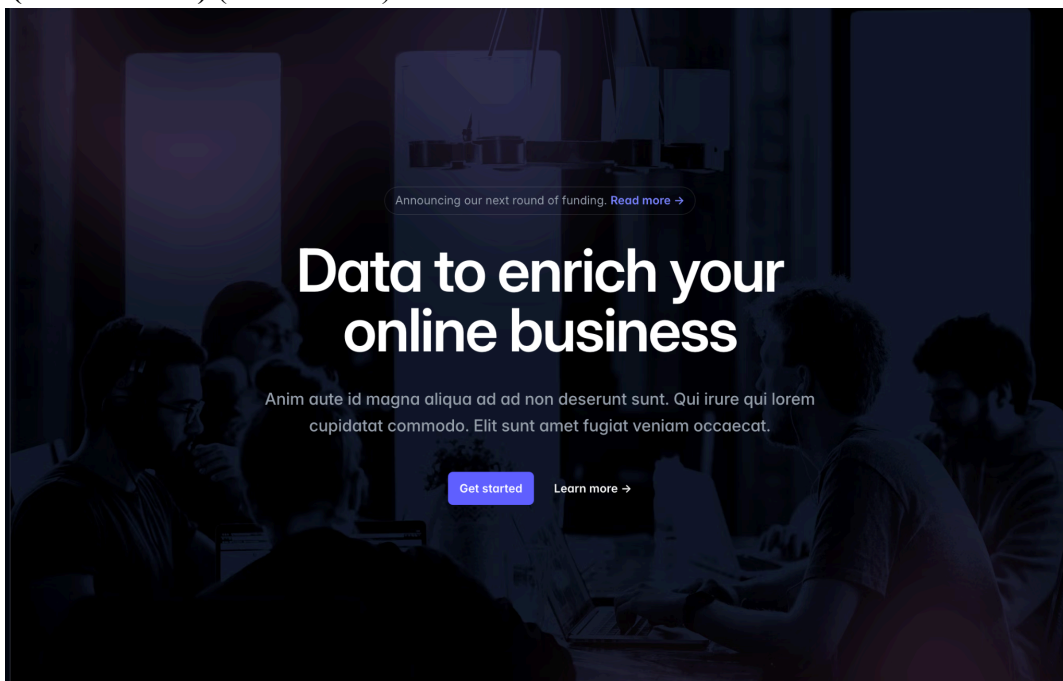 Announcing our next round of funding. Read more →
Data to enrich your
online business
Anim aute id magna aliqua ad ad non deserunt sunt. Qui irure qui lorem
cupidatat commodo. Elit sunt amet fugiat veniam occaecat.
Get started Learn more →